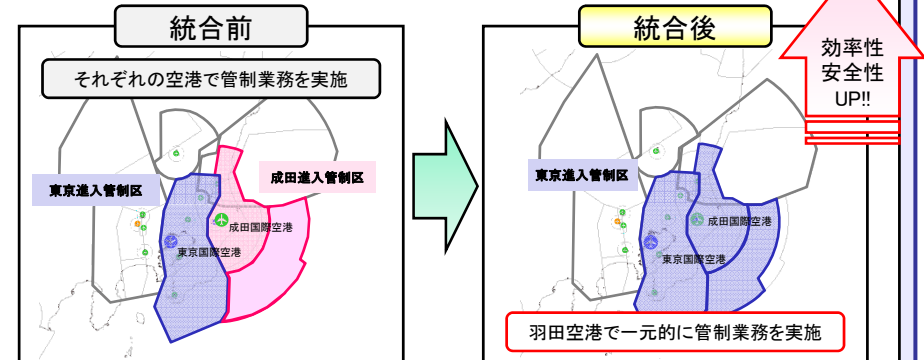 統合前
それぞれの空港で管制業務を実施
東京進入管制区
成田進入管制区
成田国際空港
東京国際空港
統合後
効率性
安全性
UP!!
東京進入管制区
成田国際空港
東京国際空港
羽田空港で一元的に管制業務を実施